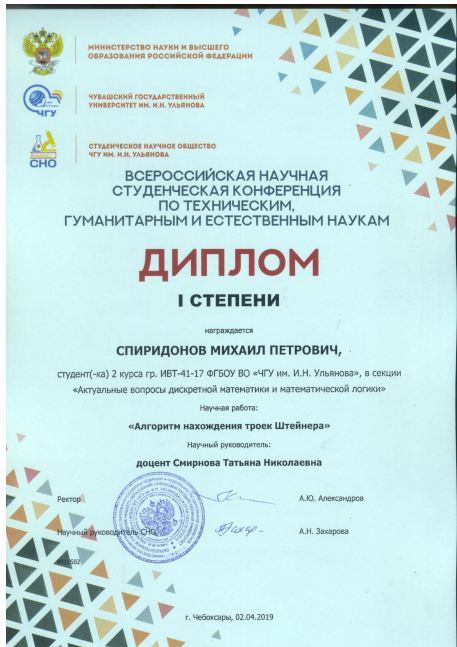 МИНИСТЕРСТВО НАУКИ И ВЫСШЕГО
ОБРАЗОВАНИЯ РОССИЙСКОЙ ФЕДЕРАЦИИ
ЧУВАШСКИЙ ГОСУДАРСТВЕННЫЙ
УНИВЕРСИТЕТ ИМ. И.Н. УЛЬЯНОВА
ЧГУ
СТУДЕНЧЕСКОЕ НАУЧНОЕ ОБЩЕСТВО
ЧГУ ИМ. И.Н. УЛЬЯНОВА
СНО
ВСЕРОССИЙСКАЯ НАУЧНАЯ
СТУДЕНЧЕСКАЯ КОНФЕРЕНЦИЯ
ПО ТЕХНИЧЕСКИМ,
ГУМАНИТАРНЫМ И ЕСТЕСТВЕННЫМ НАУКАМ
ДИПЛОМ
I СТЕПЕНИ
награждается
СПИРИДОНОВ МИХАИЛ ПЕТРОВИЧ,
студент(-ка) 2 курса гр. ИВТ-41-17 ФГБОУ ВО «ЧГУ им. И.Н. Ульянова», в секции
«Актуальные вопросы дискретной математики и математической логики»
Научная работа:
«Алгоритм нахождения троек Штейнера»
Научный руководитель:
доцент Смирнова Татьяна Николаевна
Ректор А.Ю. Александров
Научный руководитель СНО А.Н. Захарова
г. Чебоксары, 02.04.2019